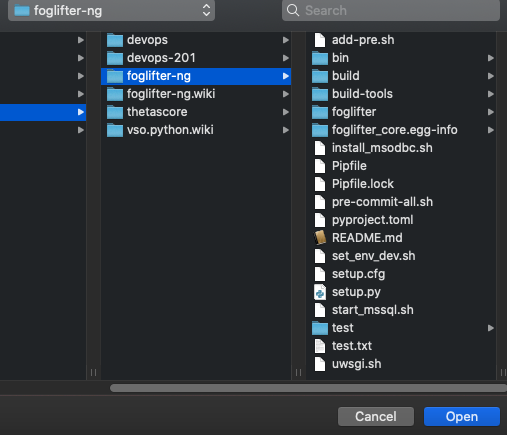 foglifter-ng
Search
devops
devops-201
foglifter-ng
foglifter-ng.wiki
thetascore
vso.python.wiki
add-pre.sh
bin
build
build-tools
foglifter
foglifter_core.egg-info
install_msodbc.sh
Pipfile
Pipfile.lock
pre-commit-all.sh
pyproject.toml
README.md
set_env_dev.sh
setup.cfg
setup.py
start_mssql.sh
test
test.txt
uwsgi.sh
Cancel
Open